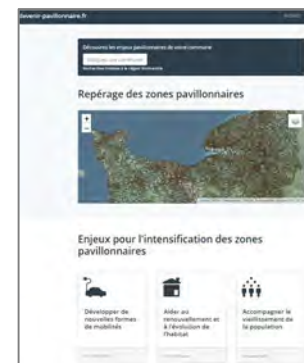 devenir-pavillonnaire.fr
Découvrez les enjeux pavillonnaires de votre commune
Repérage des zones pavillonnaires
+
−
Enjeux pour l'intensification des zones
pavillonnaires
Développer de
nouvelles formes
de mobilités
Aider au
renouvellement et
à l'évolution de
l'habitat
Accompagner le
vieillissement de
la population